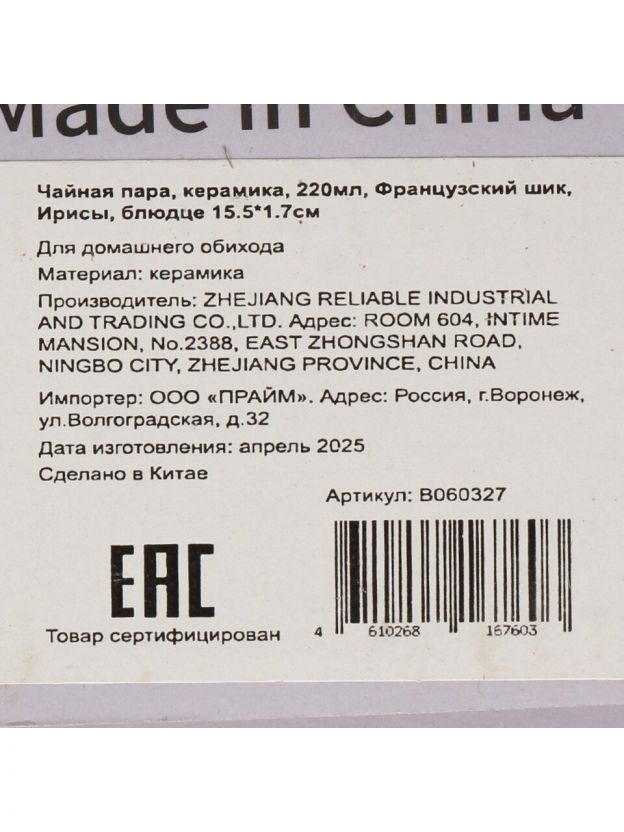 Made in China
Чайная пара, керамика, 220мл, Французский шик,
Ирисы, блюдце 15.5*1.7см
Для домашнего обихода
Материал: керамика
Производитель: ZHEJIANG RELIABLE INDUSTRIAL
AND TRADING CO.,LTD. Адрес: ROOM 604, INTIME
MANSION, No.2388, EAST ZHONGSHAN ROAD,
NINGBO CITY, ZHEJIANG PROVINCE, CHINA
Импортер: ООО «ПРАЙМ». Адрес: Россия, г.Воронеж,
ул.Волгоградская, д.32
Дата изготовления: апрель 2025
Сделано в Китае
Артикул: B060327
EAC
Товар сертифицирован
4 610268 167603